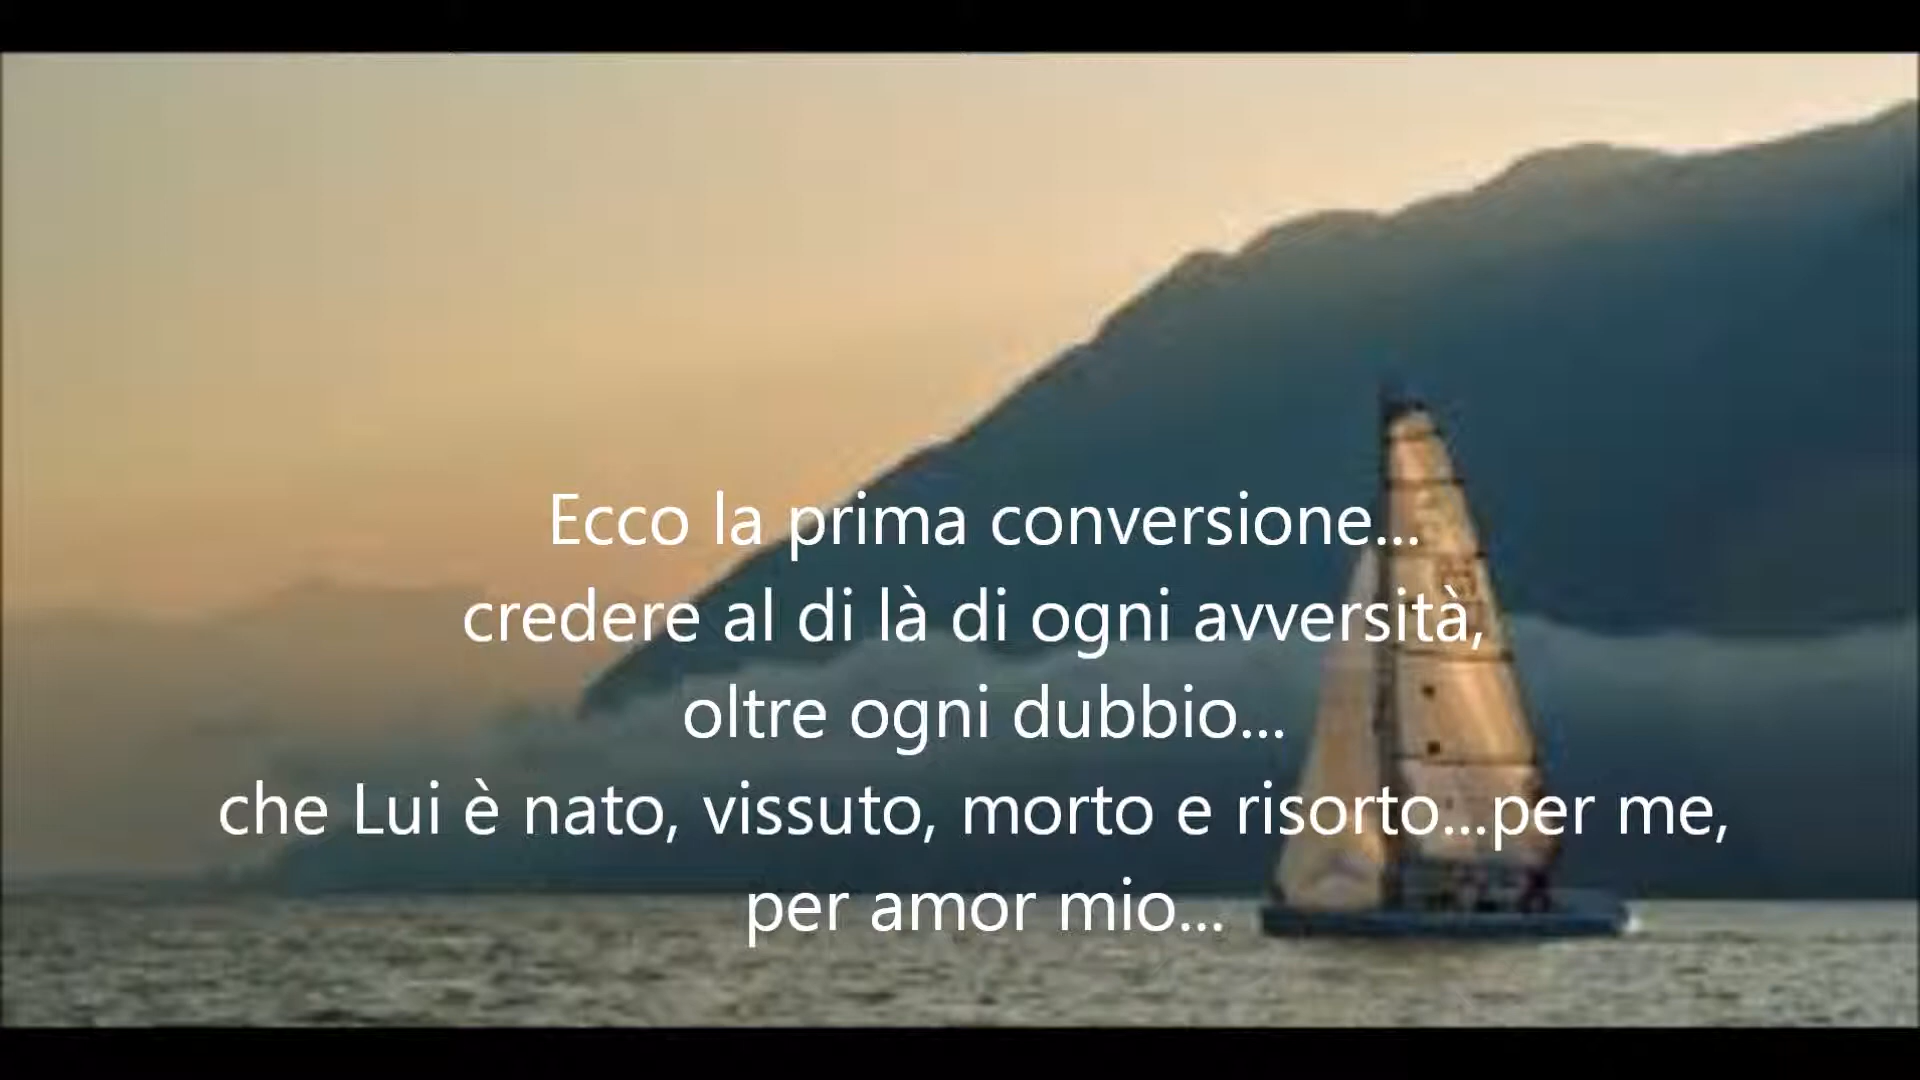 Ecco la prima conversione...
credere al di là di ogni avversità,
oltre ogni dubbio...
che Lui è nato, vissuto, morto e risorto...per me,
per amor mio...